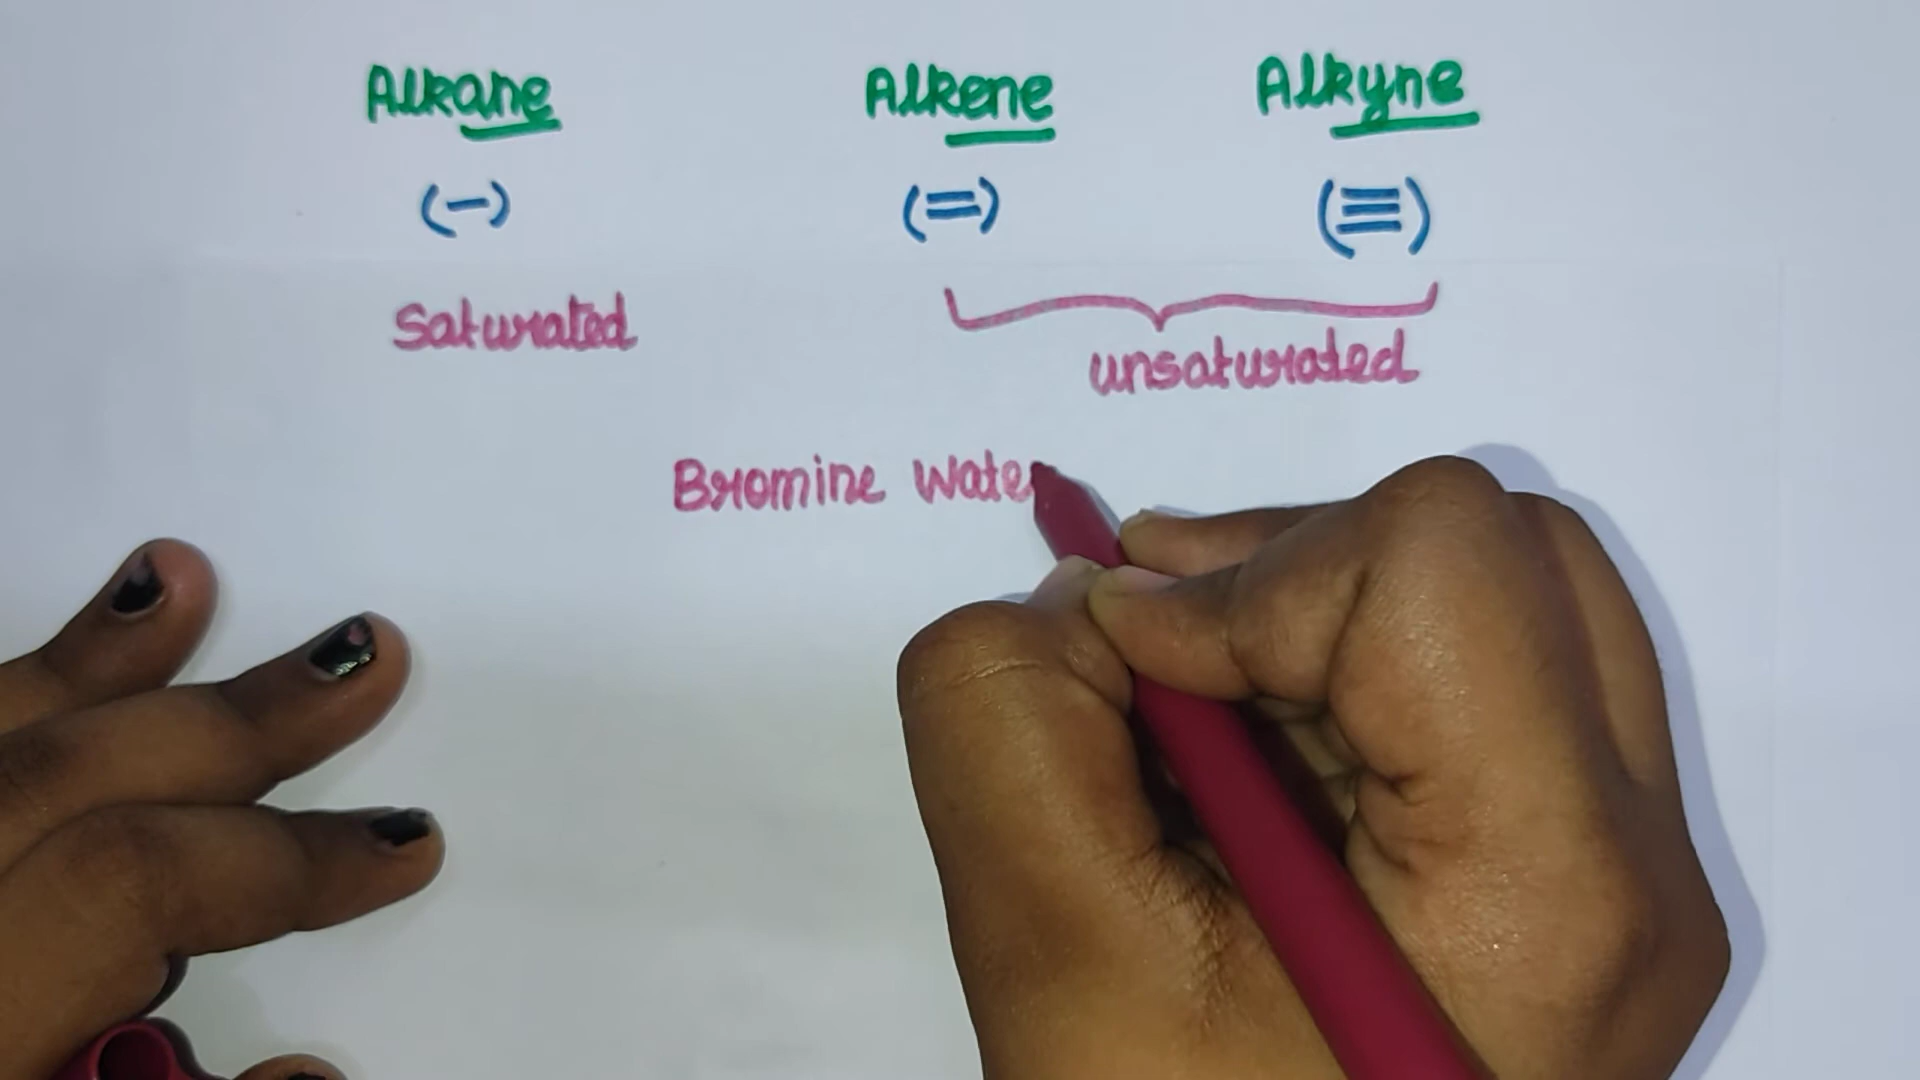 Alkane Alkene Alkyne
(-) (=) (≡)
Saturated
unsaturated
Bromine Wate